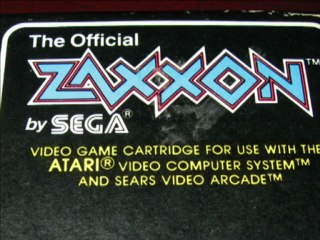 The Official
ZAXXON™
by SEGA®
VIDEO GAME CARTRIDGE FOR USE WITH THE
ATARI® VIDEO COMPUTER SYSTEM™
AND SEARS VIDEO ARCADE™